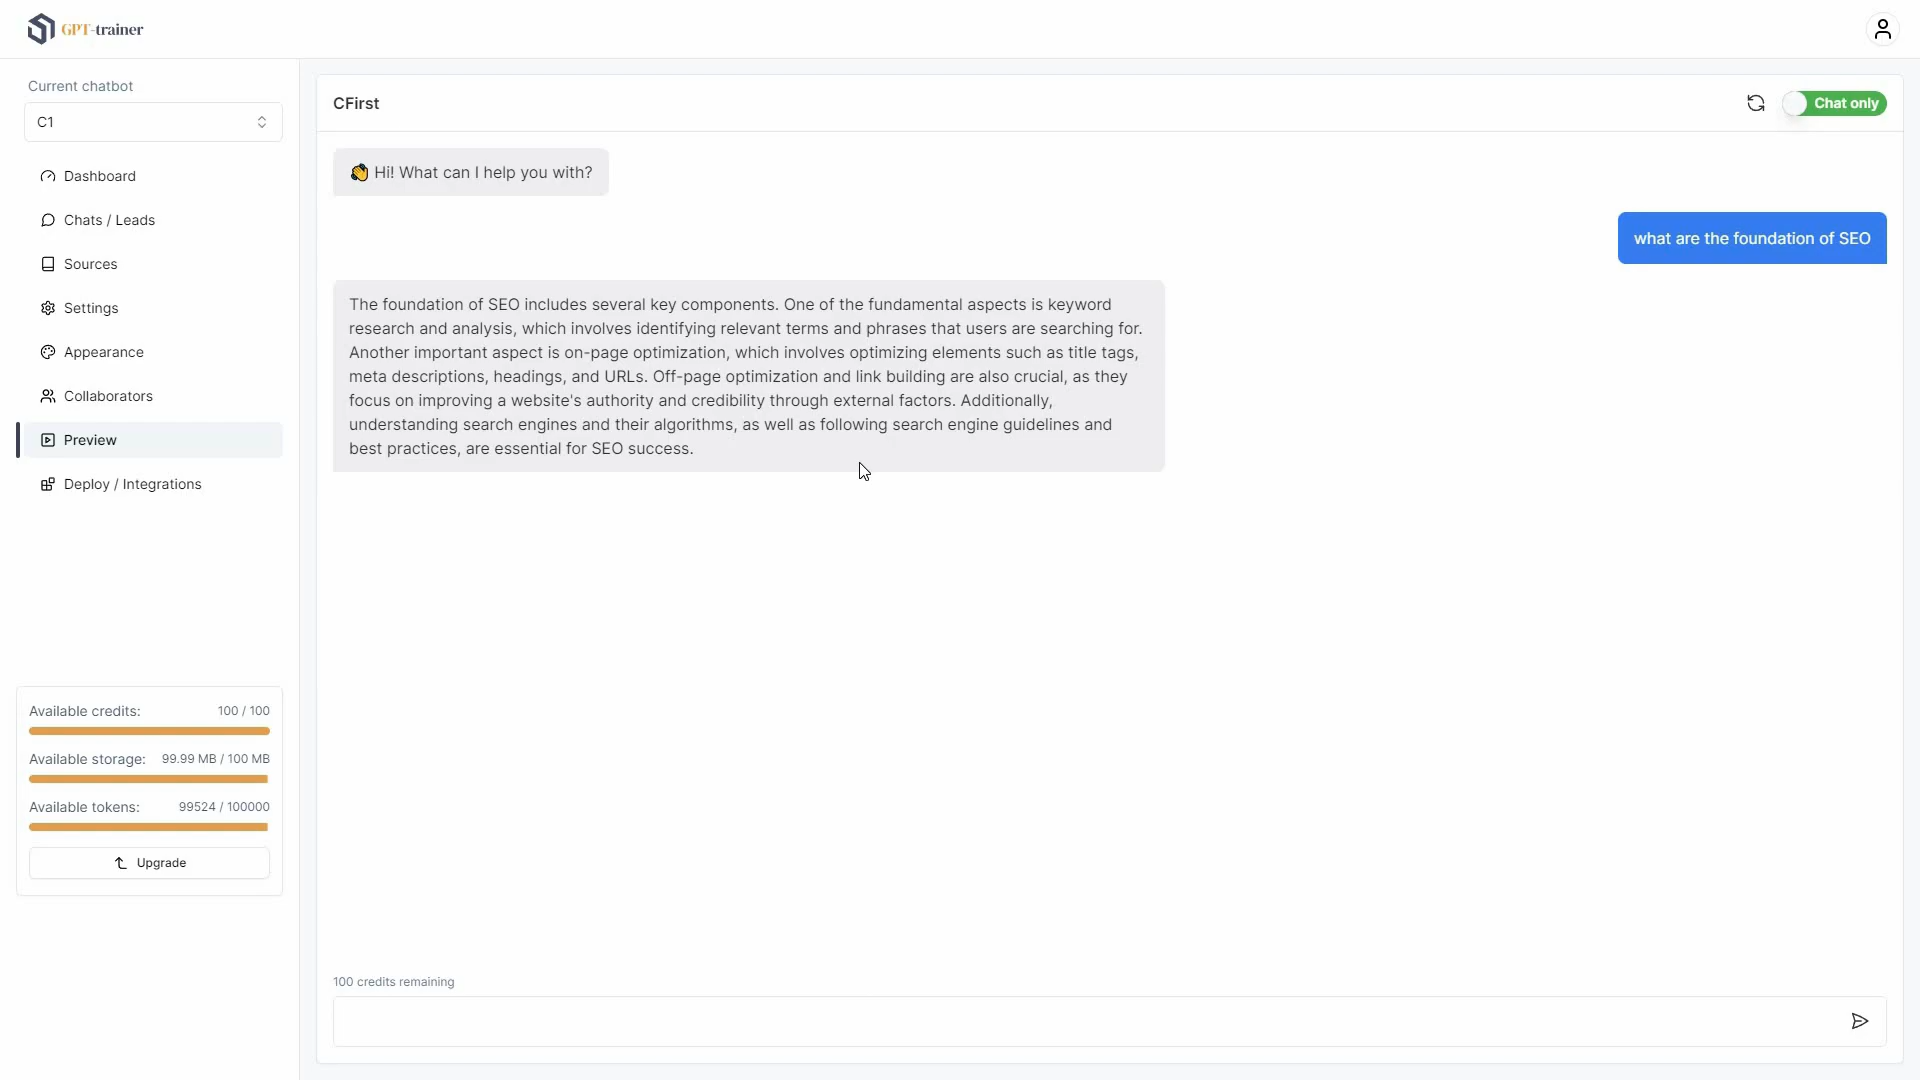 GPT-trainer
Current chatbot
C1
Dashboard
Chats / Leads
Sources
Settings
Appearance
Collaborators
Preview
Deploy / Integrations
Available credits: 100 / 100
Available storage: 99.99 MB / 100 MB
Available tokens: 99524 / 100000
Upgrade
CFirst
Chat only
👋 Hi! What can I help you with?
what are the foundation of SEO
The foundation of SEO includes several key components. One of the fundamental aspects is keyword
research and analysis, which involves identifying relevant terms and phrases that users are searching for.
Another important aspect is on-page optimization, which involves optimizing elements such as title tags,
meta descriptions, headings, and URLs. Off-page optimization and link building are also crucial, as they
focus on improving a website's authority and credibility through external factors. Additionally,
understanding search engines and their algorithms, as well as following search engine guidelines and
best practices, are essential for SEO success.
100 credits remaining